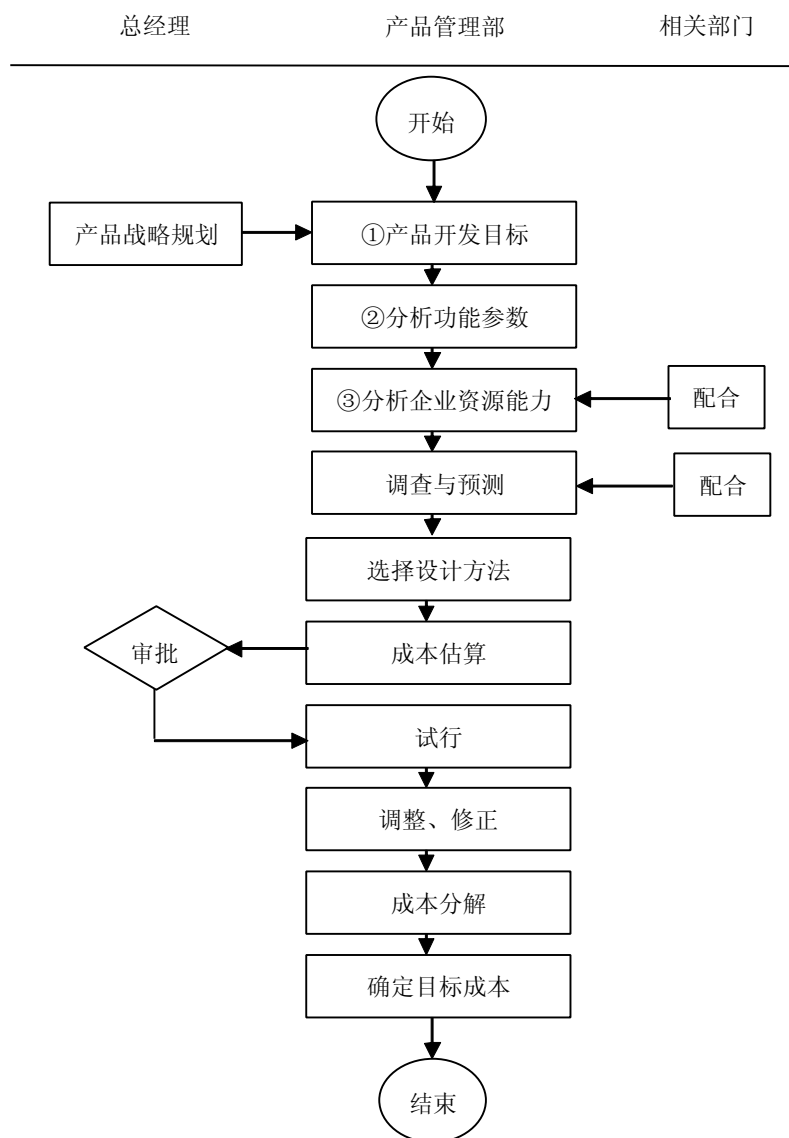 总经理 产品管理部 相关部门
开始
产品战略规划 ①产品开发目标
②分析功能参数
③分析企业资源能力 配合
调查与预测 配合
选择设计方法
审批 成本估算
试行
调整、修正
成本分解
确定目标成本
结束